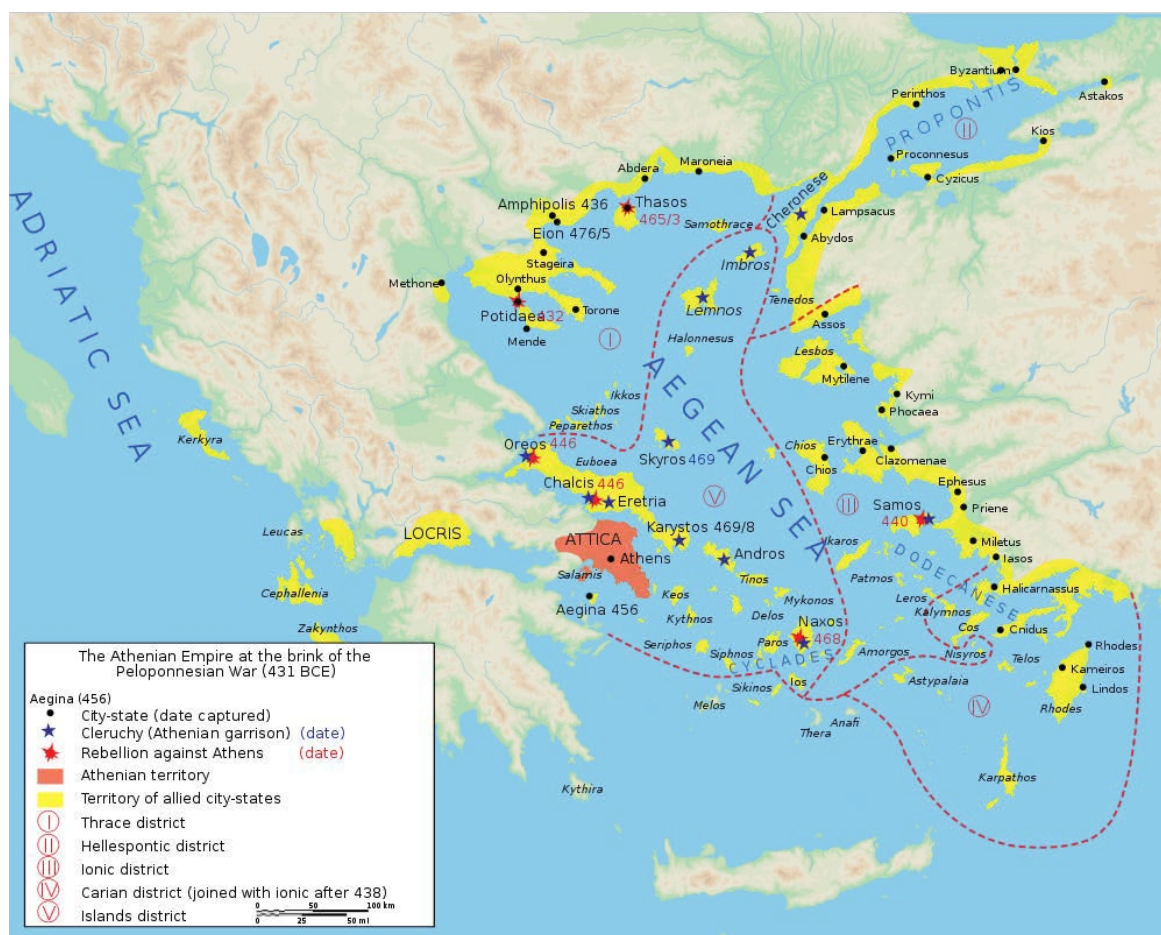 Byzantium
Astakos
Perinthos
PROPONTIS
II
Kios
Proconnesus
Cyzicus
Maroneia
Abdera
Thasos
465/3
Amphipolis 436
Eion 476/5
Samothrace
Cheronese
Lampsacus
Abydos
Imbros
Stageira
Olynthus
Methone
Potidaea 432
Torone
Mende
Lemnos
Tenedos
Assos
I
Halonnesus
Lesbos
Mytilene
ADRIATIC SEA
AEGEAN SEA
Kymi
Phocaea
Ikkos
Skiathos
Peparethos
Kerkyra
Oreos 446
Euboea
Skyros 469
Chios
Erythrae
Chios
Clazomenae
Chalcis 446
Eretria
V
III
Ephesus
Samos
440
Priene
Leucas
LOCRIS
ATTICA
Athens
Karystos 469/8
Andros
Ikaros
Miletus
Iasos
DODECANESE
Salamis
Tinos
Patmos
Cephallenia
Aegina 456
Keos
Mykonos
Leros
Halicarnassus
Kythnos
Delos
Naxos
468
Kalymnos
Cos
Cnidus
Zakynthos
Seriphos
Siphnos
Paros
CYCLADES
Amorgos
Nisyros
Telos
Rhodes
Kameiros
Lindos
Rhodes
Ios
Sikinos
Melos
Astypalaia
IV
Anafi
Thera
Karpathos
Kythira
The Athenian Empire at the brink of the
Peloponnesian War (431 BCE)
Aegina (456)
City-state (date captured)
Cleruchy (Athenian garrison) (date)
Rebellion against Athens (date)
Athenian territory
Territory of allied city-states
I Thrace district
II Hellespontic district
III Ionic district
IV Carian district (joined with ionic after 438)
V Islands district
0 50 100 km
0 25 50 ml